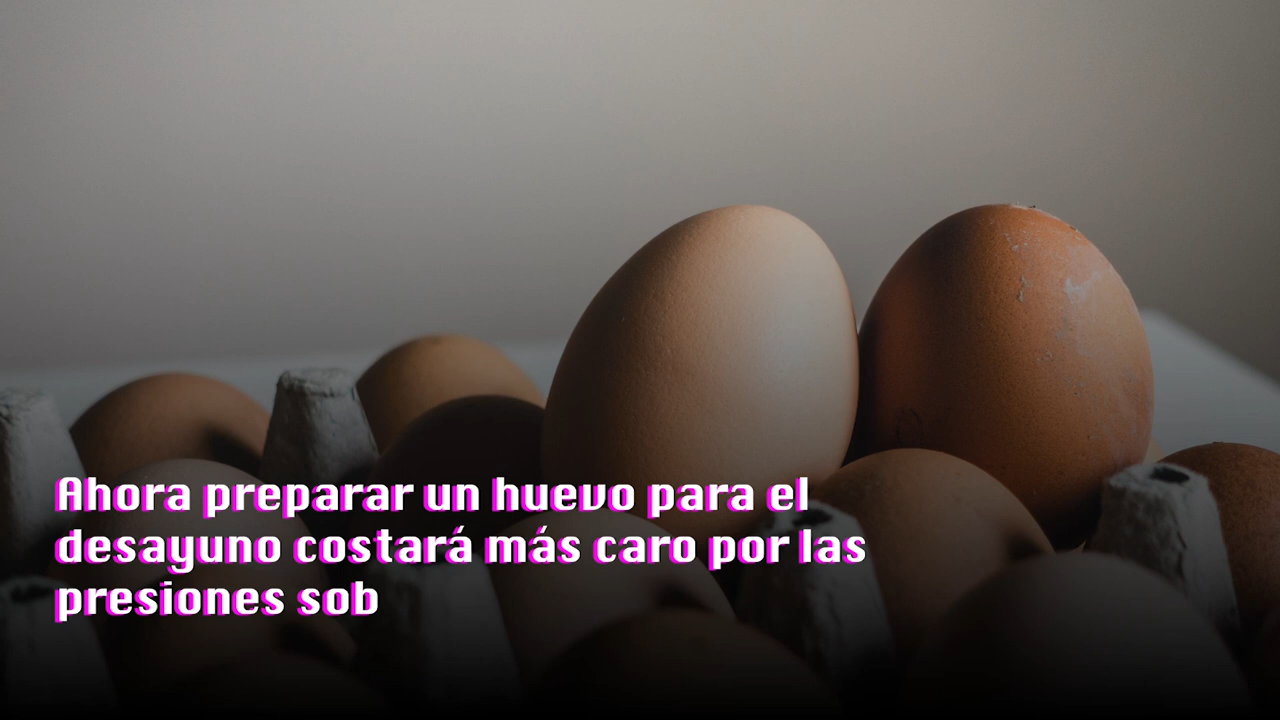 Ahora preparar un huevo para el
desayuno costará más caro por las
presiones sob